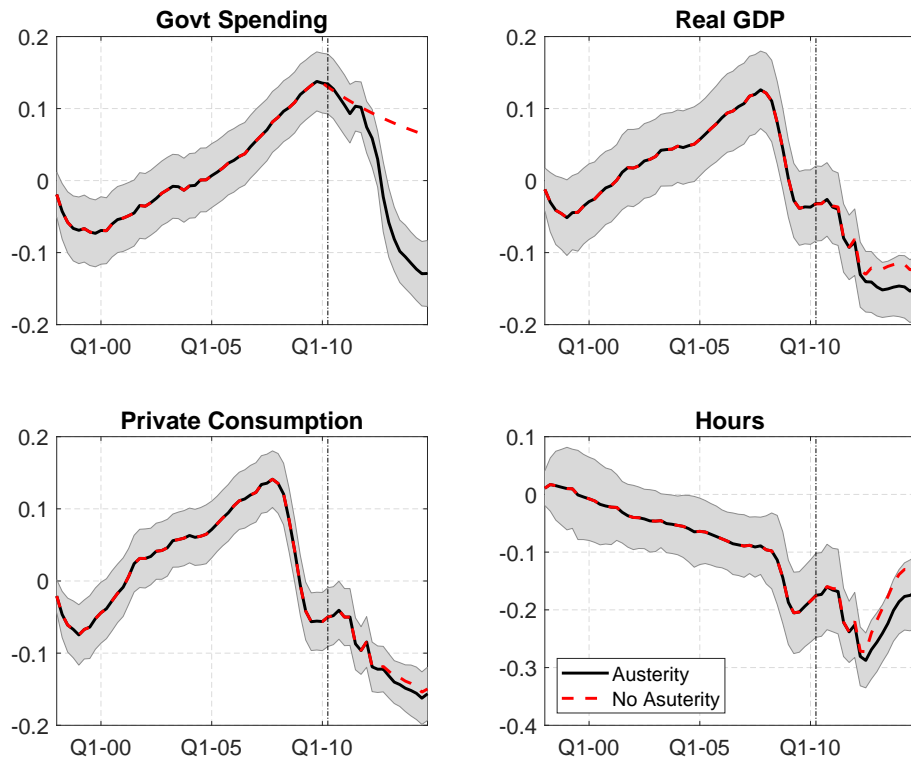 Govt Spending
0.2
0.1
0
-0.1
-0.2
Q1-00 Q1-05 Q1-10
Real GDP
0.2
0.1
0
-0.1
-0.2
Q1-00 Q1-05 Q1-10
Private Consumption
0.2
0.1
0
-0.1
-0.2
Q1-00 Q1-05 Q1-10
Hours
0.1
0
-0.1
-0.2
-0.3
-0.4
Austerity
No Asuterity
Q1-00 Q1-05 Q1-10